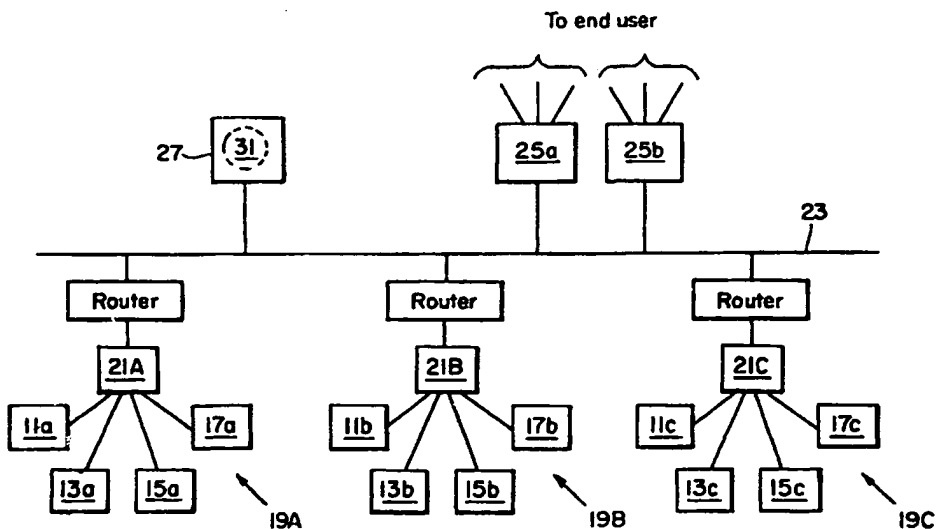 To end user
27
31
25a
25b
23
Router
Router
Router
21A
21B
21C
11a
17a
11b
17b
11c
17c
13a
15a
13b
15b
13c
15c
19A
19B
19C